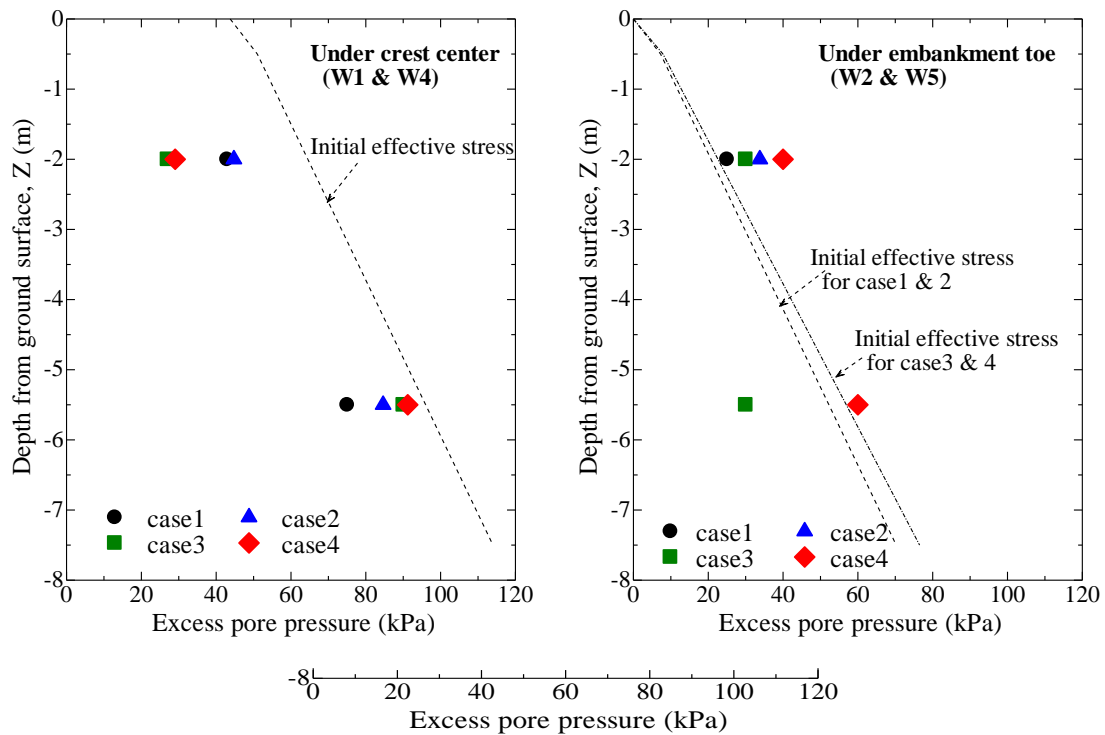 0
-1
-2
-3
-4
-5
-6
-7
-8
Depth from ground surface, Z (m)
Under crest center
(W1 & W4)
Initial effective stress
case1
case2
case3
case4
0 20 40 60 80 100 120
Excess pore pressure (kPa)
0
-1
-2
-3
-4
-5
-6
-7
-8
Depth from ground surface, Z (m)
Under embankment toe
(W2 & W5)
Initial effective stress
for case1 & 2
Initial effective stress
for case3 & 4
case1
case2
case3
case4
0 20 40 60 80 100 120
Excess pore pressure (kPa)
-8
0 20 40 60 80 100 120
Excess pore pressure (kPa)